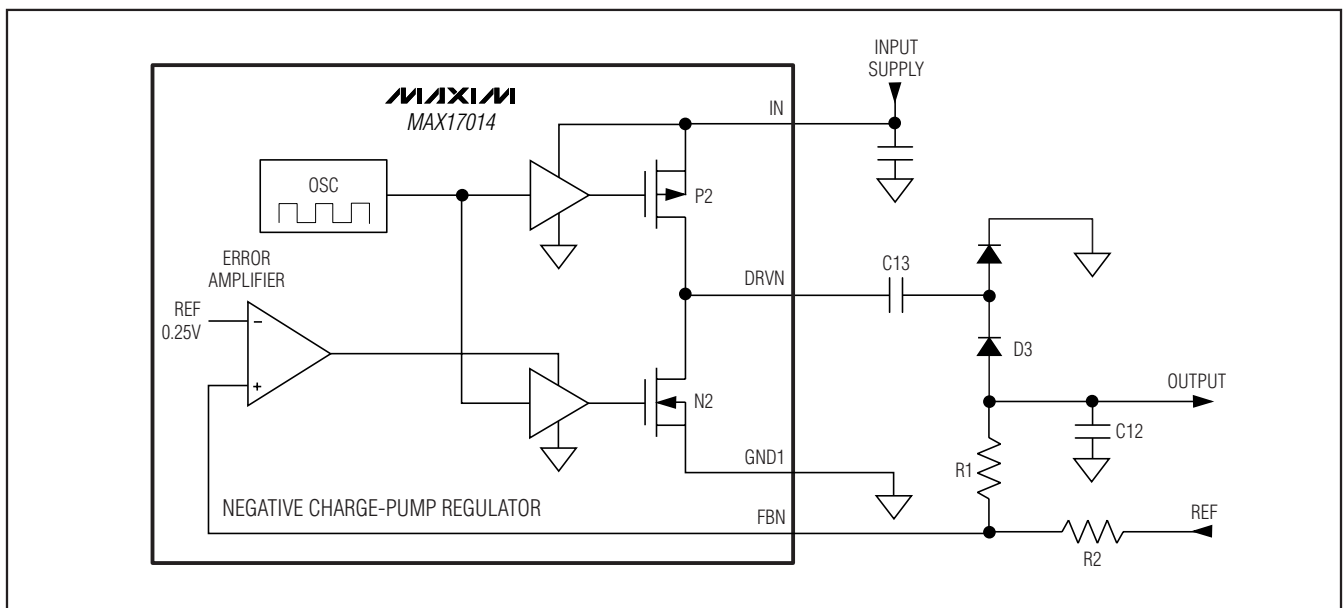 INPUT
SUPPLY
MAXIM
MAX17014
IN
OSC
P2
ERROR
AMPLIFIER
C13
DRVN
REF
0.25V
D3
OUTPUT
N2
C12
GND1
R1
NEGATIVE CHARGE-PUMP REGULATOR
FBN
REF
R2